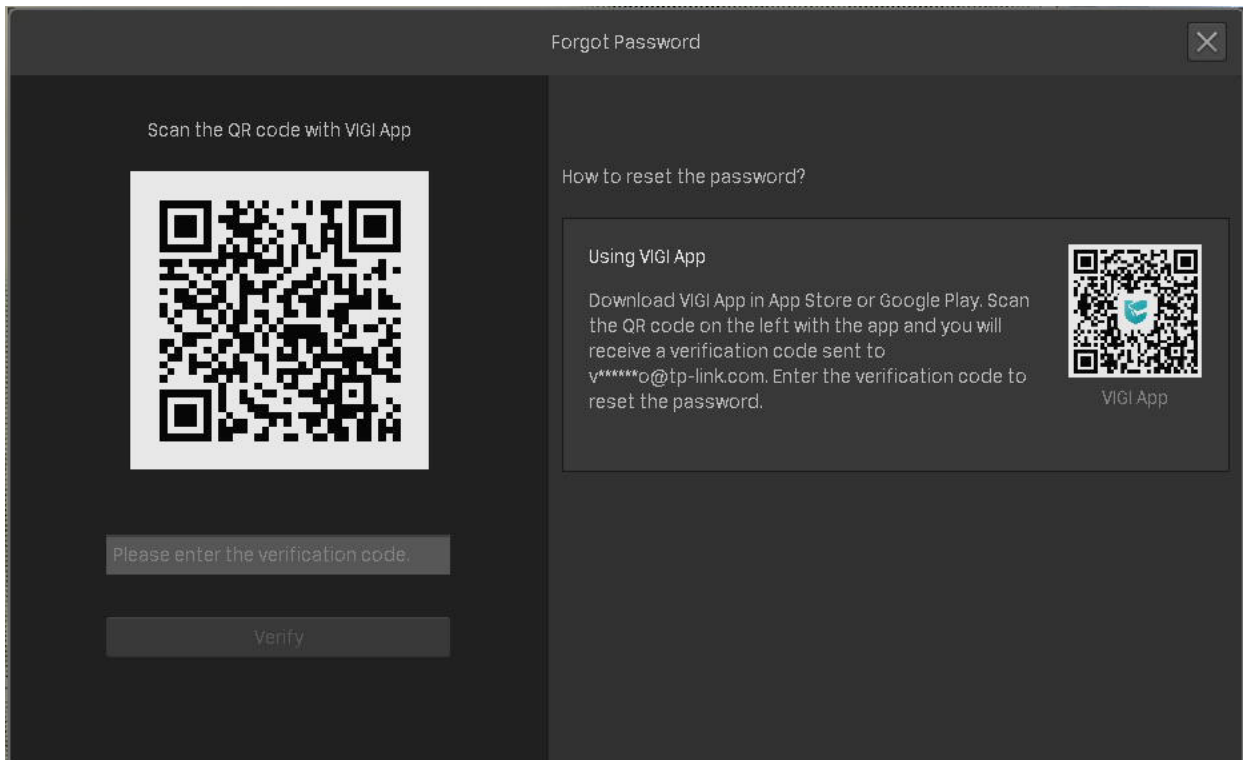 Forgot Password
Scan the QR code with VIGI App
Please enter the verification code.
Verify
How to reset the password?
Using VIGI App
Download VIGI App in App Store or Google Play. Scan
the QR code on the left with the app and you will
receive a verification code sent to
v******o@tp-link.com. Enter the verification code to
reset the password.
VIGI App